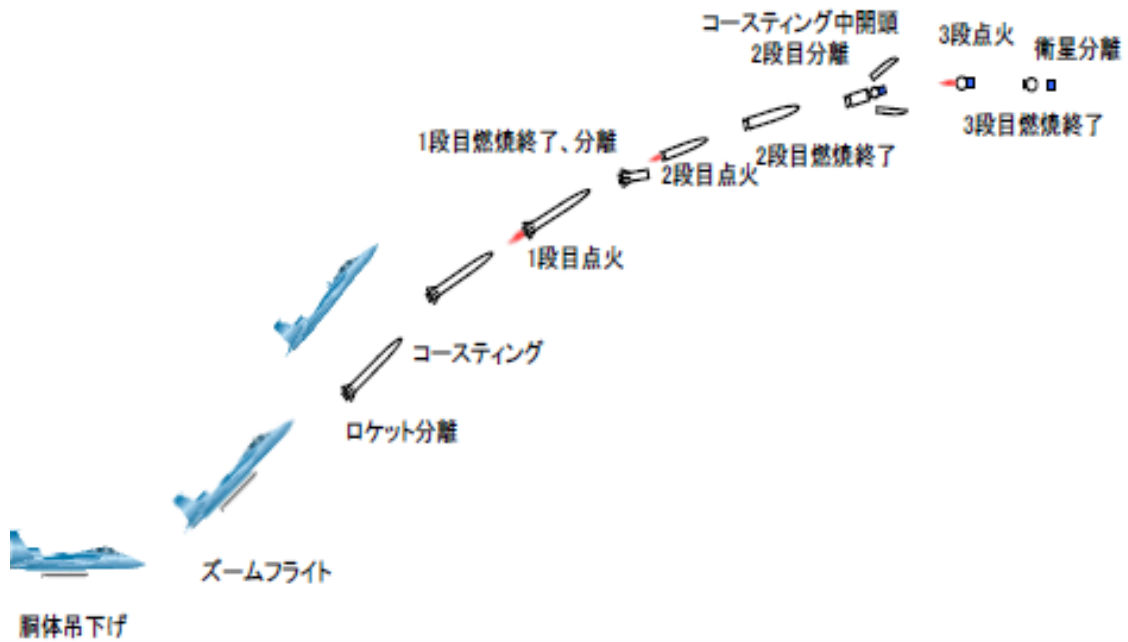 コースティング中開頭
2段目分離
3段点火
衛星分離
3段目燃焼終了
1段目燃焼終了、分離
2段目燃焼終了
2段目点火
1段目点火
コースティング
ロケット分離
ズームフライト
胴体吊下げ